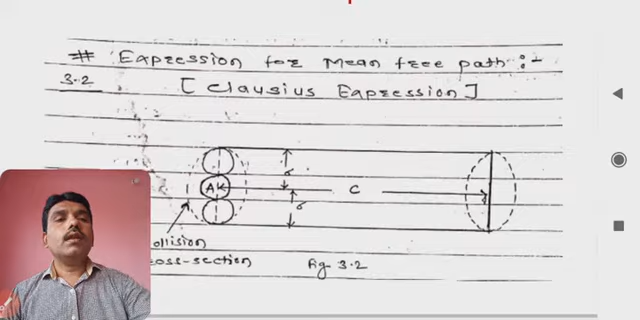 # Expression for Mean free path :-
3.2 [Clausius Expression]
σ
A C
σ
ollision
oss-section Fig 3.2